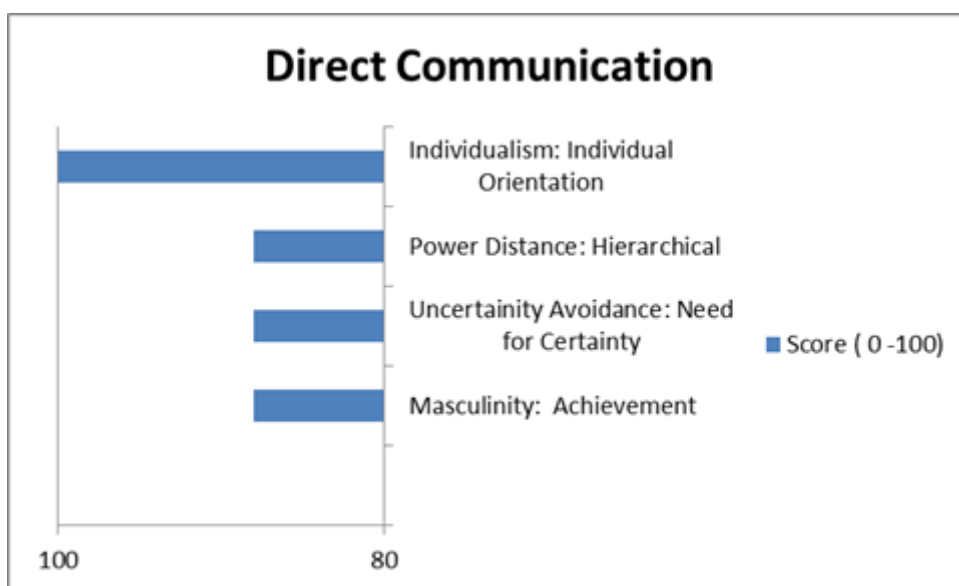 Direct Communication
Individualism: Individual
Orientation
Power Distance: Hierarchical
Uncertainity Avoidance: Need
for Certainty
Score ( 0 -100)
Masculinity:  Achievement
100
80